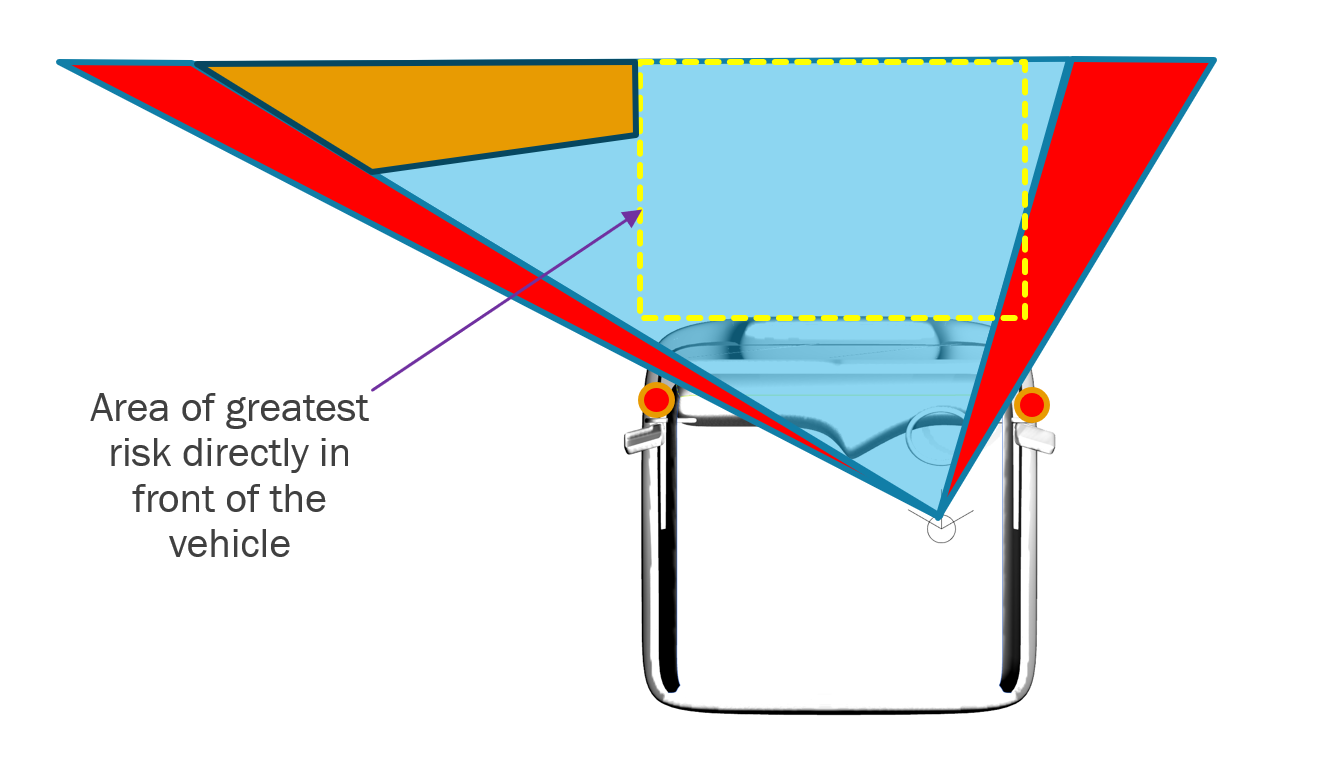 Area of greatest
risk directly in
front of the
vehicle